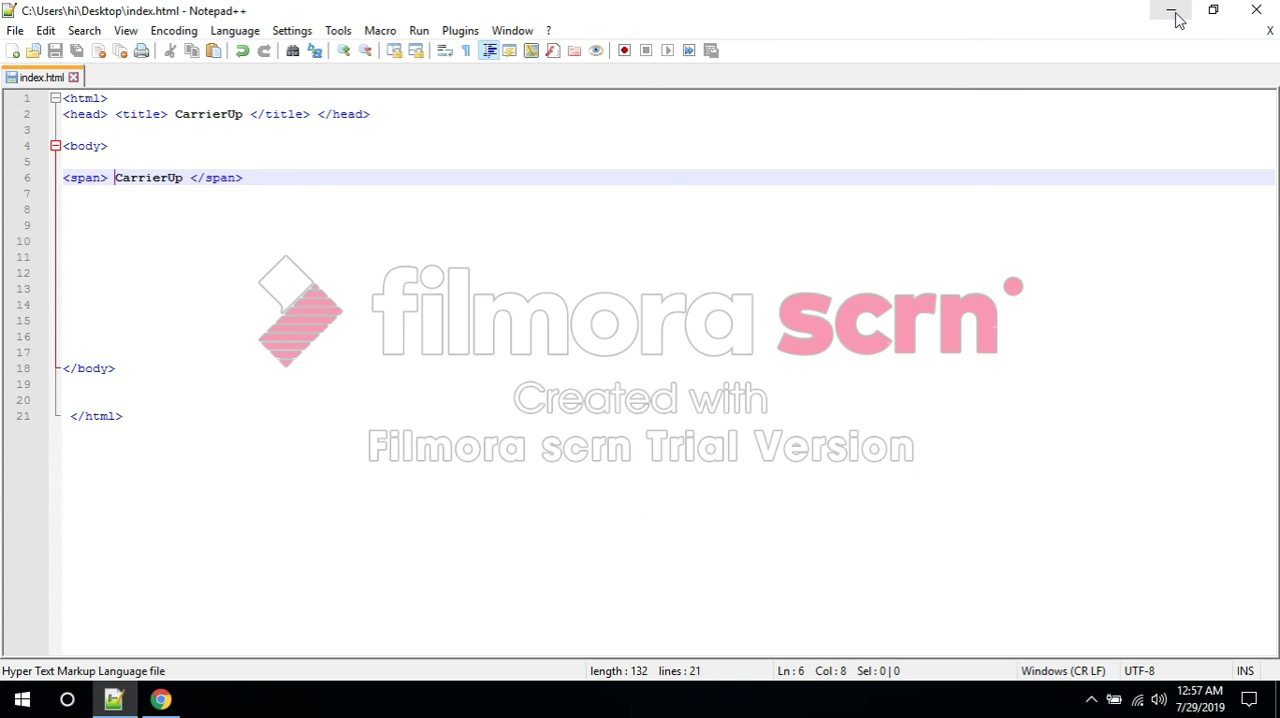 C:\Users\hi\Desktop\index.html - Notepad++
File Edit Search View Encoding Language Settings Tools Macro Run Plugins Window ? X
index.html
1 <html>
2 <head> <title> CarrierUp </title> </head>
3
4 <body>
5
6 <span> CarrierUp </span>
7
8
9
10
11
12
13
14
15
16
17
18 </body>
19
20
21 </html>
filmora scrn
Created with
Filmora scrn Trial Version
Hyper Text Markup Language file length : 132 lines : 21 Ln : 6 Col : 8 Sel : 0 | 0 Windows (CR LF) UTF-8 INS
12:57 AM
7/29/2019